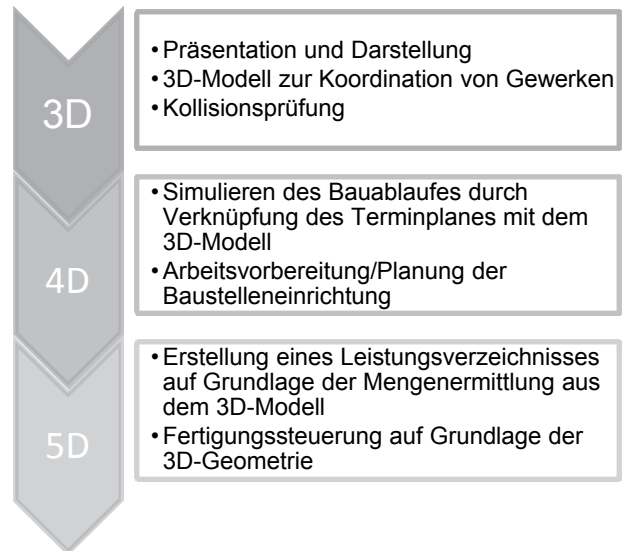 3D
•Präsentation und Darstellung
•3D-Modell zur Koordination von Gewerken
•Kollisionsprüfung
4D
•Simulieren des Bauablaufes durch
Verknüpfung des Terminplanes mit dem
3D-Modell
•Arbeitsvorbereitung/Planung der
Baustelleneinrichtung
5D
•Erstellung eines Leistungsverzeichnisses
auf Grundlage der Mengenermittlung aus
dem 3D-Modell
•Fertigungssteuerung auf Grundlage der
3D-Geometrie